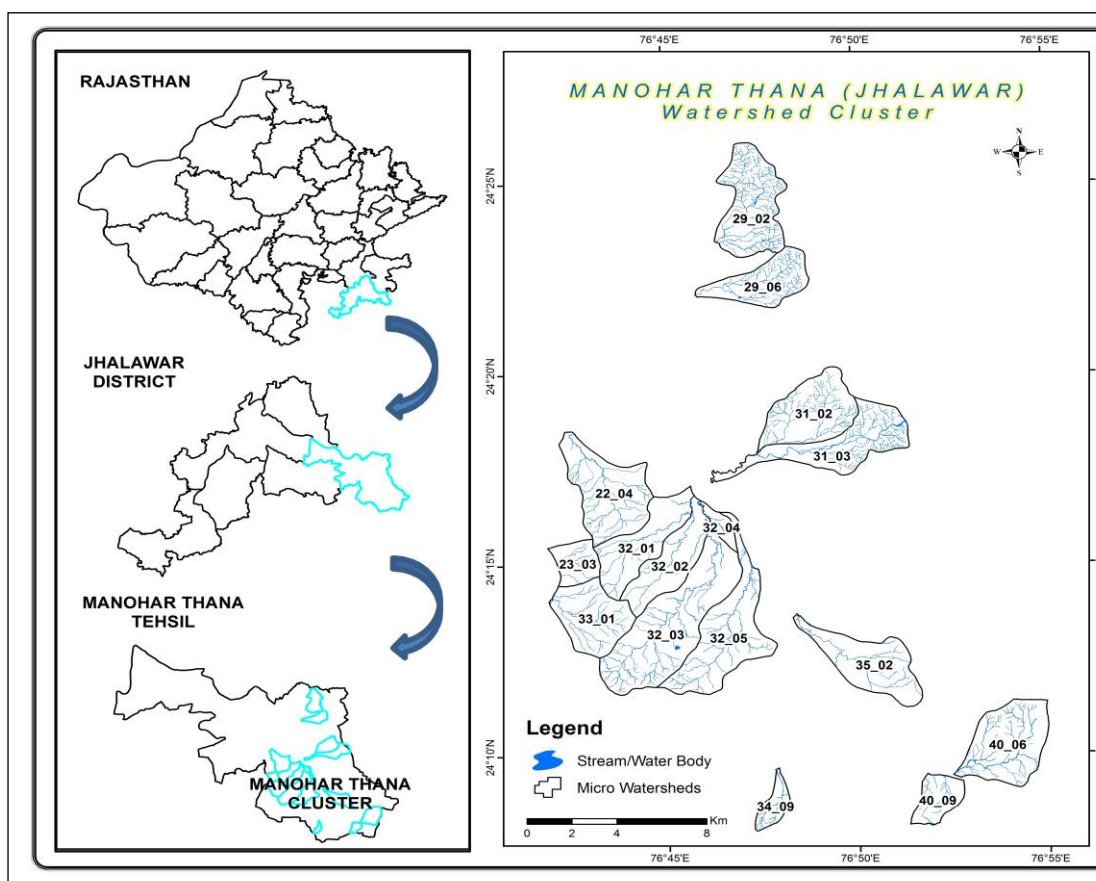 RAJASTHAN
JHALAWAR
DISTRICT
MANOHAR THANA
TEHSIL
MANOHAR THANA
CLUSTER
76°45'E
76°50'E
76°55'E
MANOHAR THANA (JHALAWAR)
Watershed Cluster
N
W
E
S
24°25'N
24°20'N
24°15'N
24°10'N
29_02
29_06
31_02
31_03
22_04
32_04
32_01
23_03
32_02
33_01
32_03
32_05
35_02
40_06
40_09
34_09
Legend
Stream/Water Body
Micro Watersheds
Km
0 2 4 8
76°45'E
76°50'E
76°55'E